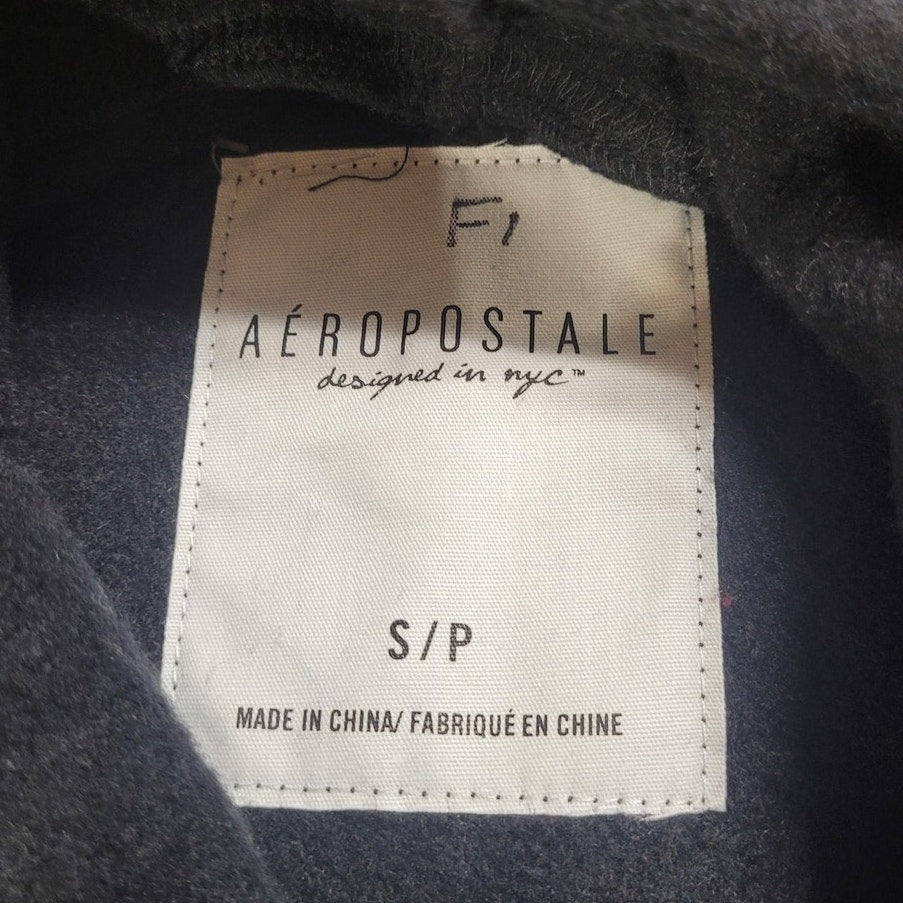 F1
AÉROPOSTALE
designed in nyc™
S/P
MADE IN CHINA/ FABRIQUÉ EN CHINE